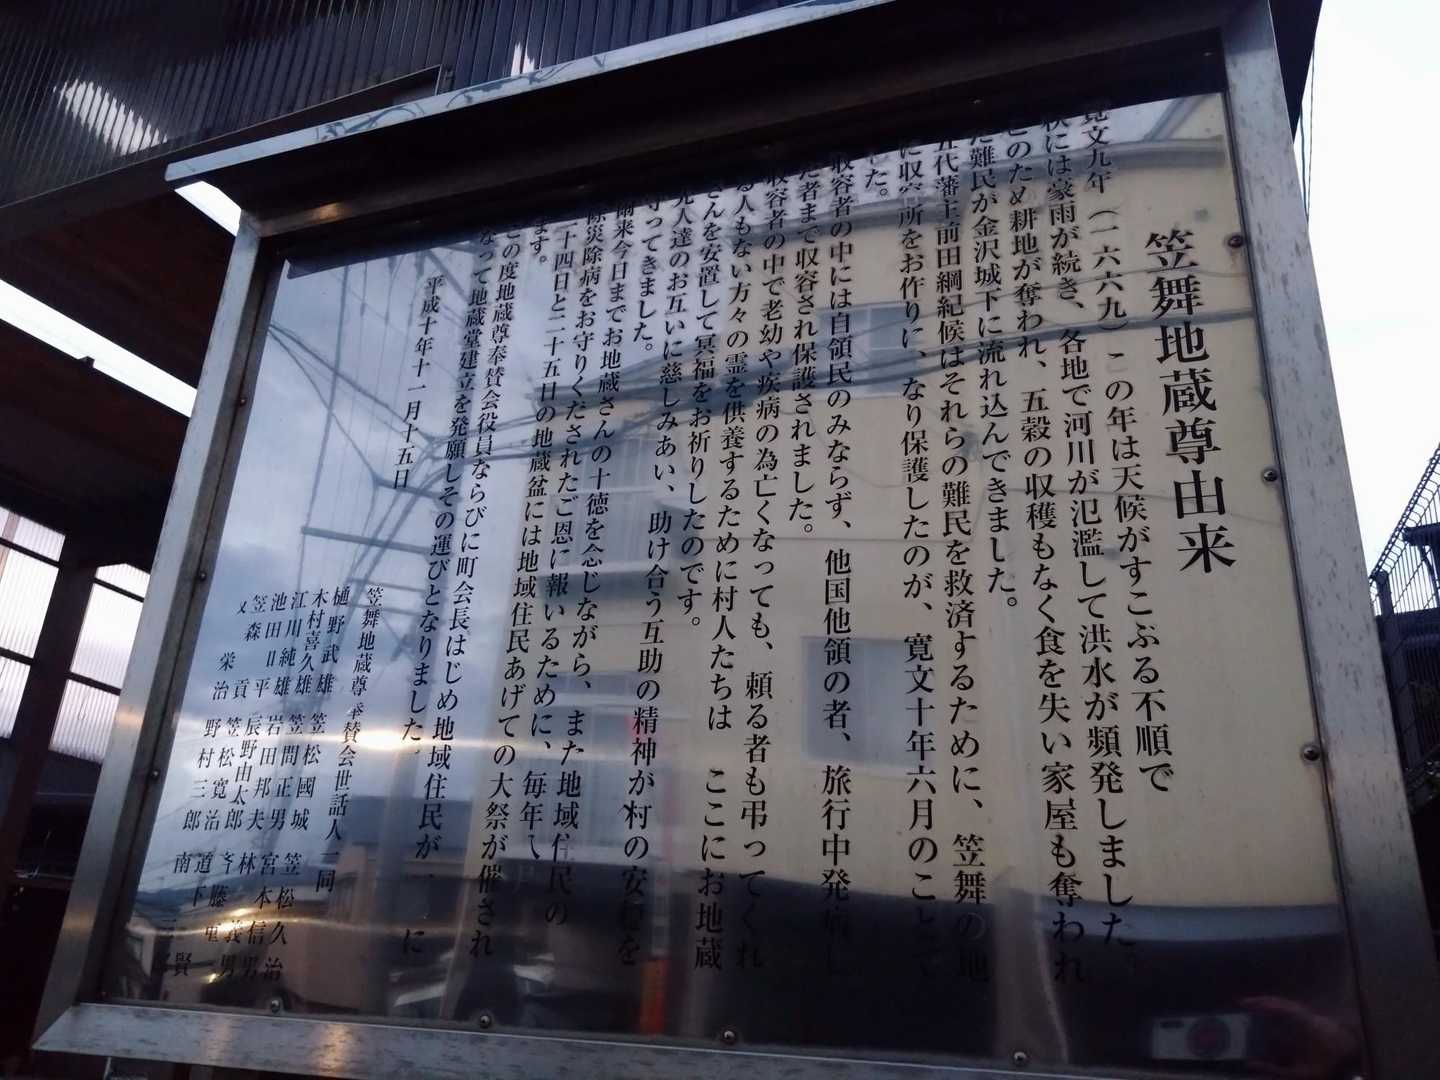 笠舞地蔵尊由来
寛文九年（一六六九）この年は天候がすこぶる不順で
秋には豪雨が続き、各地で河川が氾濫して洪水が頻発しました。
このため耕地が奪われ、五穀の収穫もなく食を失い家屋も奪われ
た難民が金沢城下に流れ込んできました。
五代藩主前田綱紀候はそれらの難民を救済するために、笠舞の地
に収容所をお作りに、なり保護したのが、寛文十年六月のことで
した。
収容者の中には自領民のみならず、他国他領の者、旅行中発病し
た者まで収容され保護されました。
収容者の中で老幼や疾病の為亡くなっても、頼る者も弔ってくれ
る人もない方々の霊を供養するために村人たちは ここにお地蔵
さんを安置して冥福をお祈りしたのです。
先人達のお互いに慈しみあい、助け合う互助の精神が村の安 を
守ってきました。
爾来今日までお地蔵さんの十徳を念じながら、また地域住民の
除災除病をお守りくだされたご恩に報いるために、毎年
二十四日と二十五日の地蔵盆には地域住民あげての大祭が催され
ます。
この度地蔵尊奉賛会役員ならびに町会長はじめ地域住民が
なって地蔵堂建立を発願しその運びとなりました に
平成十年十一月十五日
笠舞地蔵尊奉賛会世話人一同
樋野武雄 笠松國城 笠松久治
木村喜久雄 笠間正男 宮本信男
江川純雄 岩田邦夫 林 義男
池田 平 辰野由太郎 斉藤重二
笠森 貢 笠松寛治 道下 賢
又 栄治 野村三郎 南